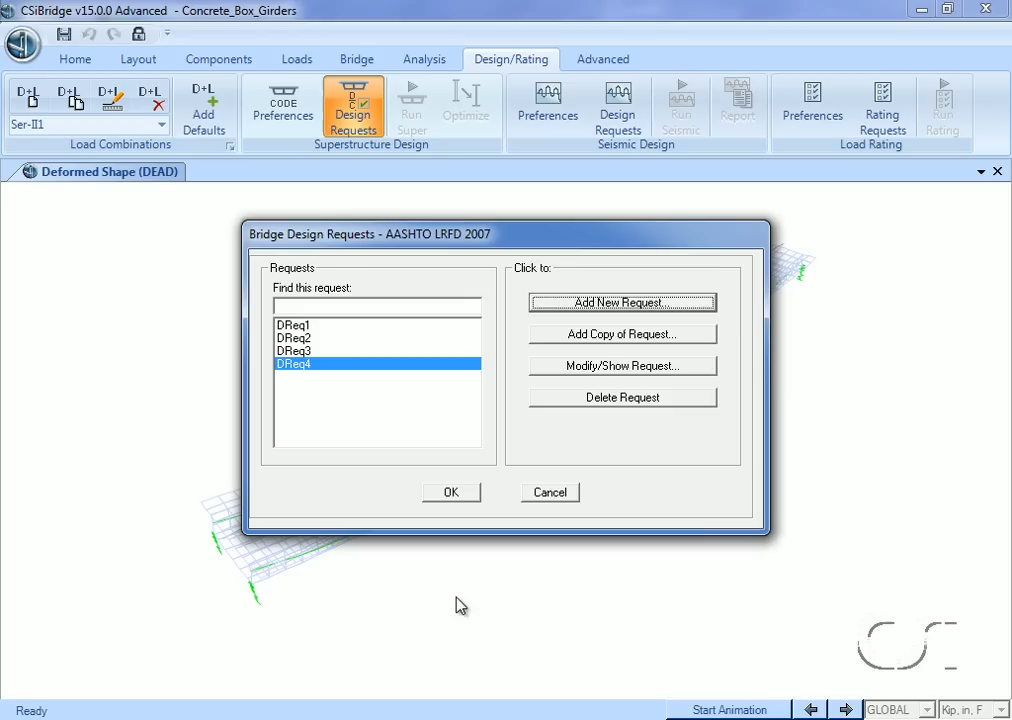 CSiBridge v15.0.0 Advanced - Concrete_Box_Girders
Home Layout Components Loads Bridge Analysis Design/Rating Advanced
D+L D+L D+L D+L
Ser-II1
Load Combinations
D+L
Add
Defaults
CODE
Preferences
D
C
Design
Requests
Run
Super
Optimize
Superstructure Design
Preferences
Design
Requests
Run
Seismic
Report
Seismic Design
Preferences
Rating
Requests
Run
Rating
Load Rating
Deformed Shape (DEAD)
Bridge Design Requests - AASHTO LRFD 2007
Requests
Find this request:
DReq1
DReq2
DReq3
DReq4
Click to:
Add New Request...
Add Copy of Request...
Modify/Show Request...
Delete Request
OK Cancel
CSI
Ready
Start Animation
GLOBAL
Kip, in, F